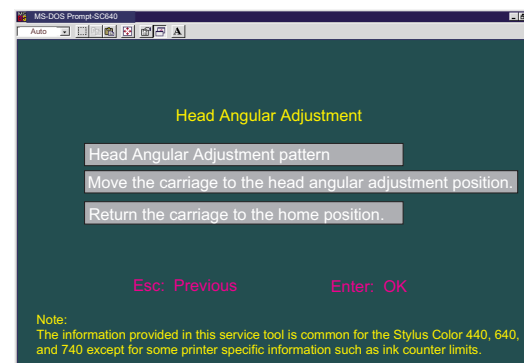 MS-DOS Prompt-SC640
Auto
A
Head Angular Adjustment
Head Angular Adjustment pattern
Move the carriage to the head angular adjustment position.
Return the carriage to the home position.
Esc: Previous Enter: OK
Note:
The information provided in this service tool is common for the Stylus Color 440, 640,
and 740 except for some printer specific information such as ink counter limits.